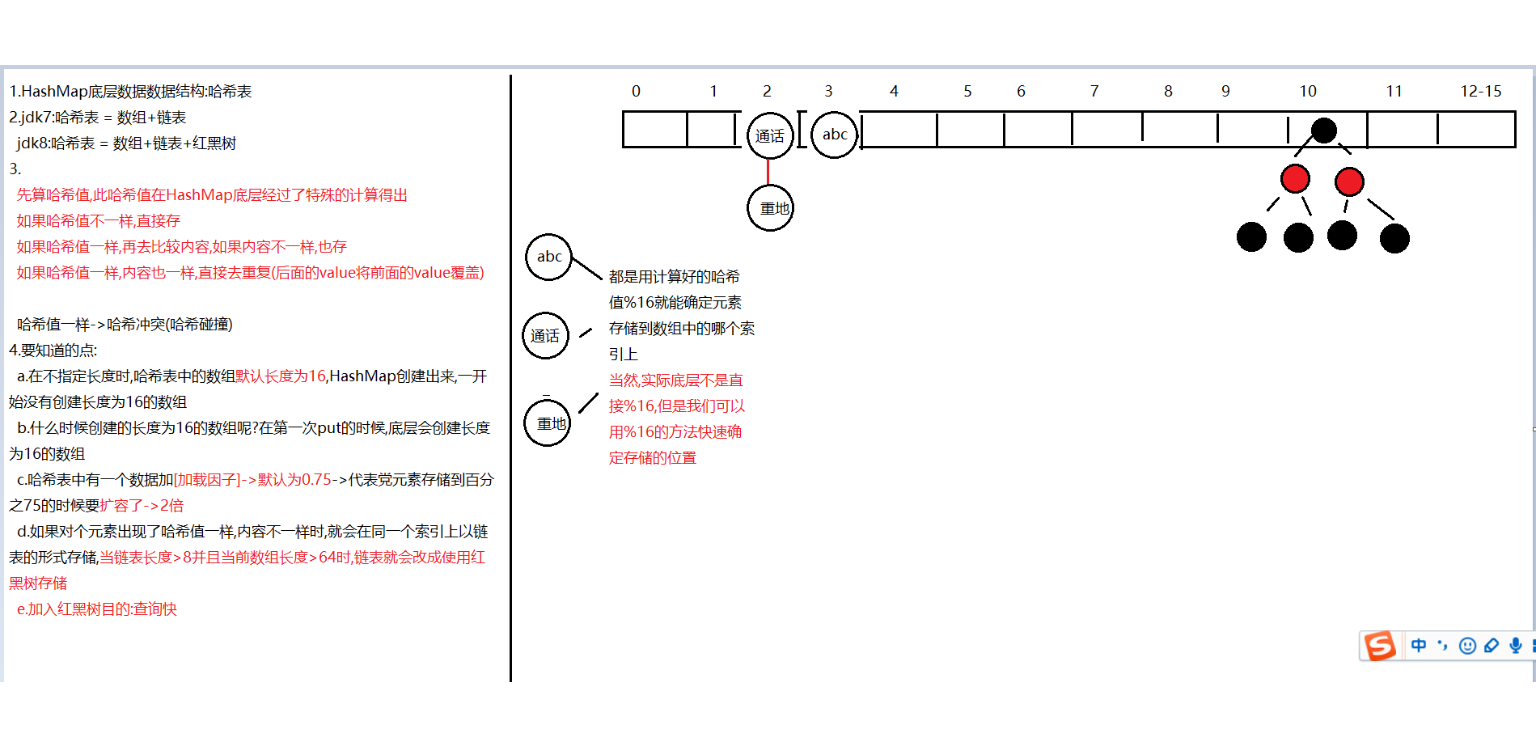 1.HashMap底层数据数据结构:哈希表
2.jdk7:哈希表 = 数组+链表
jdk8:哈希表 = 数组+链表+红黑树
3.
先算哈希值,此哈希值在HashMap底层经过了特殊的计算得出
如果哈希值不一样,直接存
如果哈希值一样,再去比较内容,如果内容不一样,也存
如果哈希值一样,内容也一样,直接去重复(后面的value将前面的value覆盖)
哈希值一样->哈希冲突(哈希碰撞)
4.要知道的点:
a.在不指定长度时,哈希表中的数组默认长度为16,HashMap创建出来,一开
始没有创建长度为16的数组
b.什么时候创建的长度为16的数组呢?在第一次put的时候,底层会创建长度
为16的数组
c.哈希表中有一个数据加[加载因子]->默认为0.75->代表党元素存储到百分
之75的时候要扩容了->2倍
d.如果对个元素出现了哈希值一样,内容不一样时,就会在同一个索引上以链
表的形式存储,当链表长度>8并且当前数组长度>64时,链表就会改成使用红
黑树存储
e.加入红黑树目的:查询快
0 1 2 3 4 5 6 7 8 9 10 11 12-15
通话 abc
重地
abc
通话
重地
都是用计算好的哈希
值%16就能确定元素
存储到数组中的哪个索
引上
当然,实际底层不是直
接%16,但是我们可以
用%16的方法快速确
定存储的位置
中